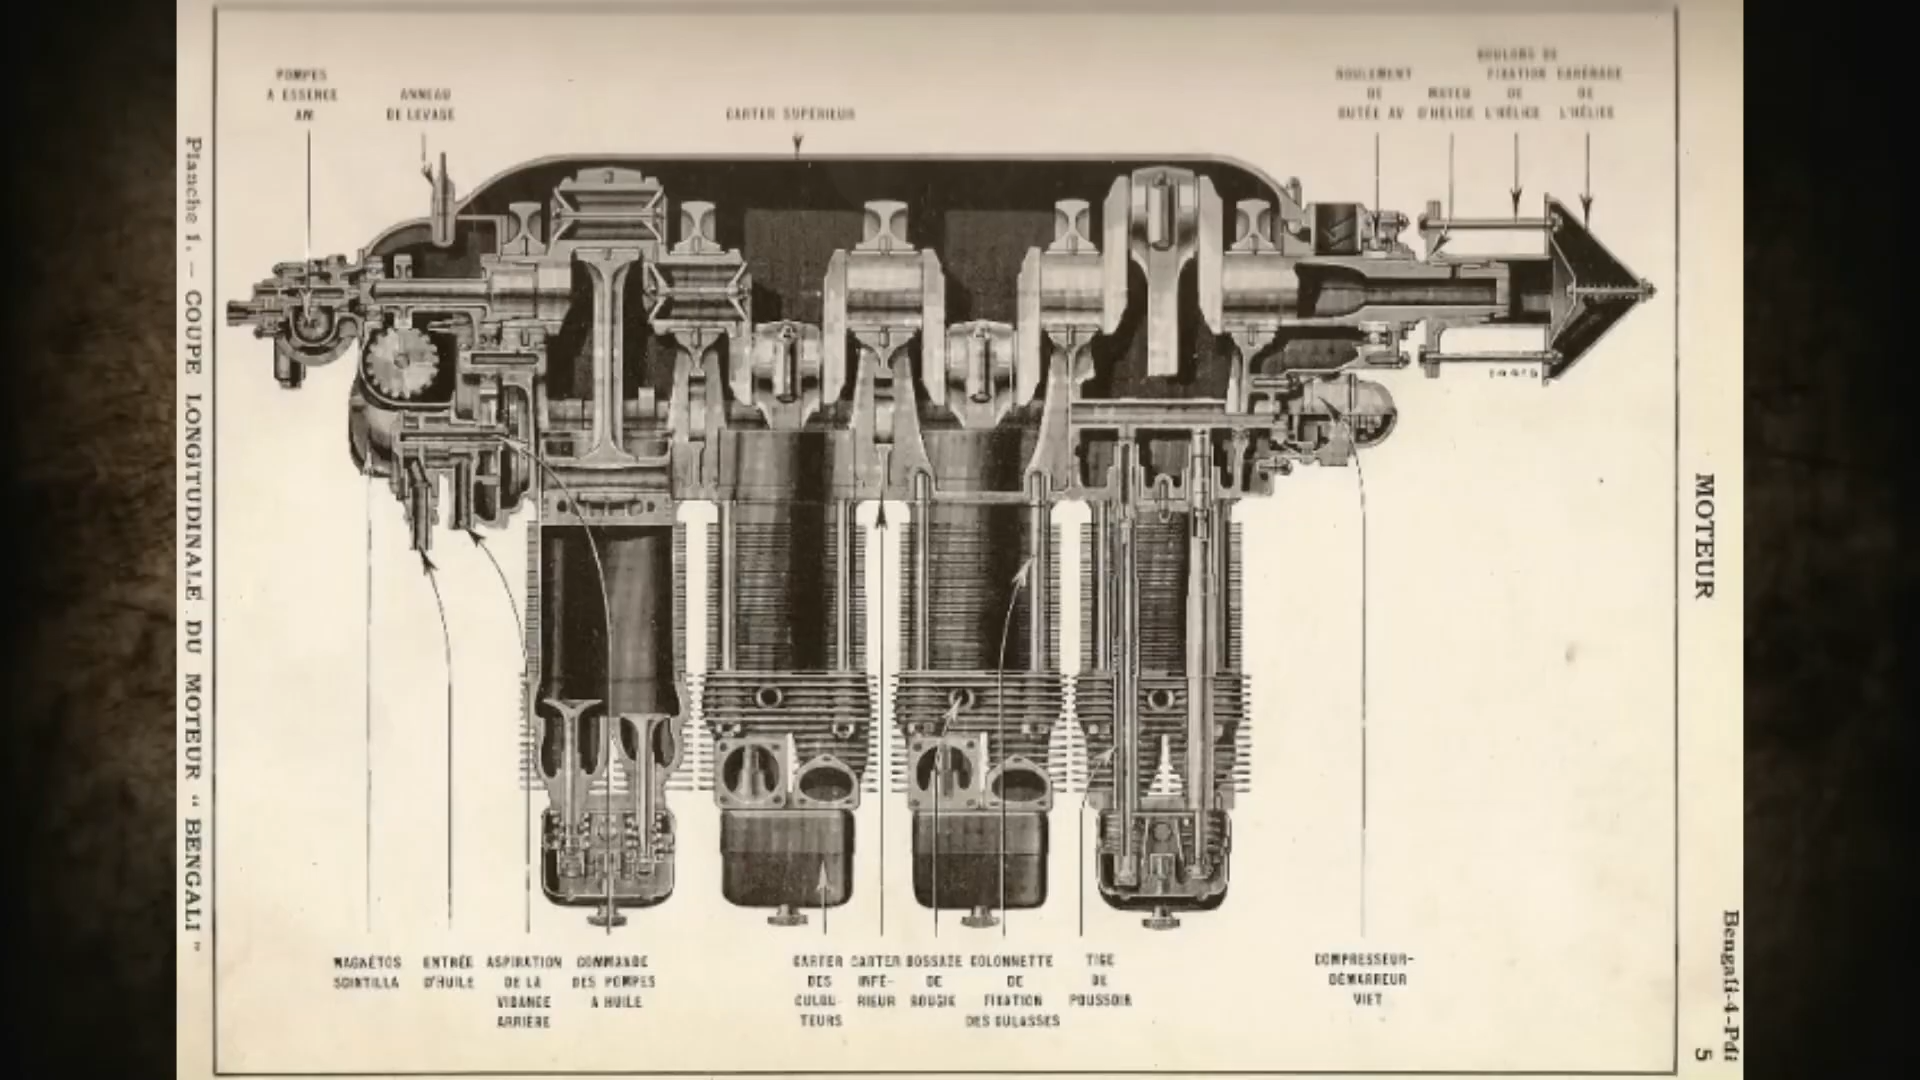 POMPES
A ESSENCE
AM
ANNEAU
DE LEVAGE
CARTER SUPÉRIEUR
ROULEMENT
DE
BUTÉE AV
MOYEU
D'HÉLICE
BOULONS DE
FIXATION
DE
L'HÉLICE
CARÉNAGE
DE
L'HÉLICE
Planche 1. — COUPE LONGITUDINALE DU MOTEUR “ BENGALI ”
MOTEUR
MAGNÉTOS
SCINTILLA
ENTRÉE
D'HUILE
ASPIRATION
DE LA
VIDANGE
ARRIÈRE
COMMANDE
DES POMPES
A HUILE
CARTER
DES
CULBU-
TEURS
CARTER
INFÉ-
RIEUR
BOSSAGE
DE
BOUGIE
COLONNETTE
DE
FIXATION
DES CULASSES
TIGE
DE
POUSSOIR
COMPRESSEUR-
DÉMARREUR
VIET
Bengali-4-Pdi
5